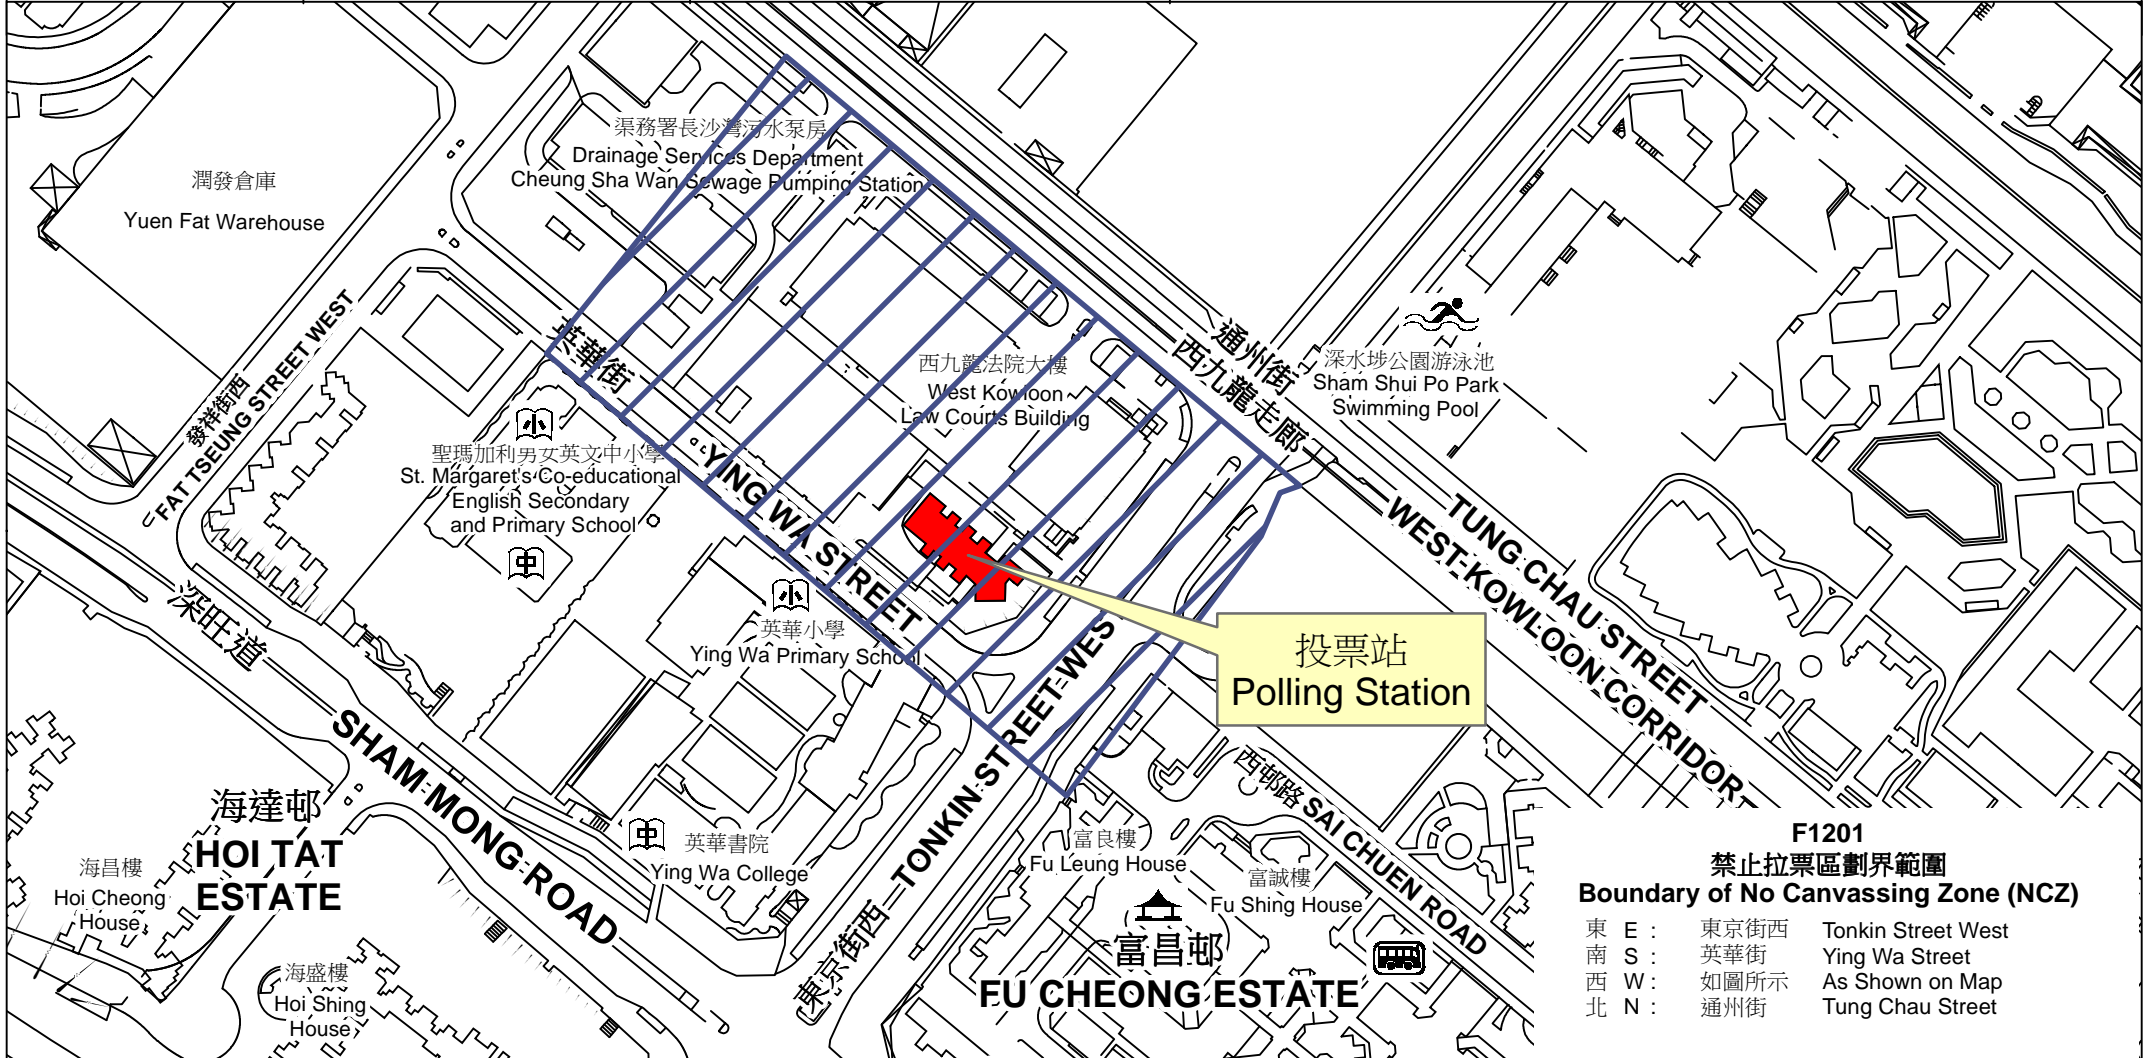 渠務署長沙灣污水泵房
Drainage Services Department
Cheung Sha Wan Sewage Pumping Station
潤發倉庫
Yuen Fat Warehouse
發祥街西
FAT TSEUNG STREET WEST
英華街
YING WA STREET
西九龍法院大樓
West Kowloon
Law Courts Building
通州街
西九龍走廊
深水埗公園游泳池
Sham Shui Po Park
Swimming Pool
小
聖瑪加利男女英文中小學
St. Margaret's Co-educational
English Secondary
and Primary School
中
TUNG CHAU STREET
WEST KOWLOON CORRIDOR
小
英華小學
Ying Wa Primary School
投票站
Polling Station
深旺道
SHAM MONG ROAD
海達邨
HOI TAT
ESTATE
海昌樓
Hoi Cheong
House
海盛樓
Hoi Shing
House
中
英華書院
Ying Wa College
東京街西
TONKIN STREET WES
西邨路 SAI CHUEN ROAD
富良樓
Fu Leung House
富誠樓
Fu Shing House
富昌邨
FU CHEONG ESTATE
F1201
禁止拉票區劃界範圍
Boundary of No Canvassing Zone (NCZ)
東 E : 東京街西 Tonkin Street West
南 S : 英華街 Ying Wa Street
西 W : 如圖所示 As Shown on Map
北 N : 通州街 Tung Chau Street